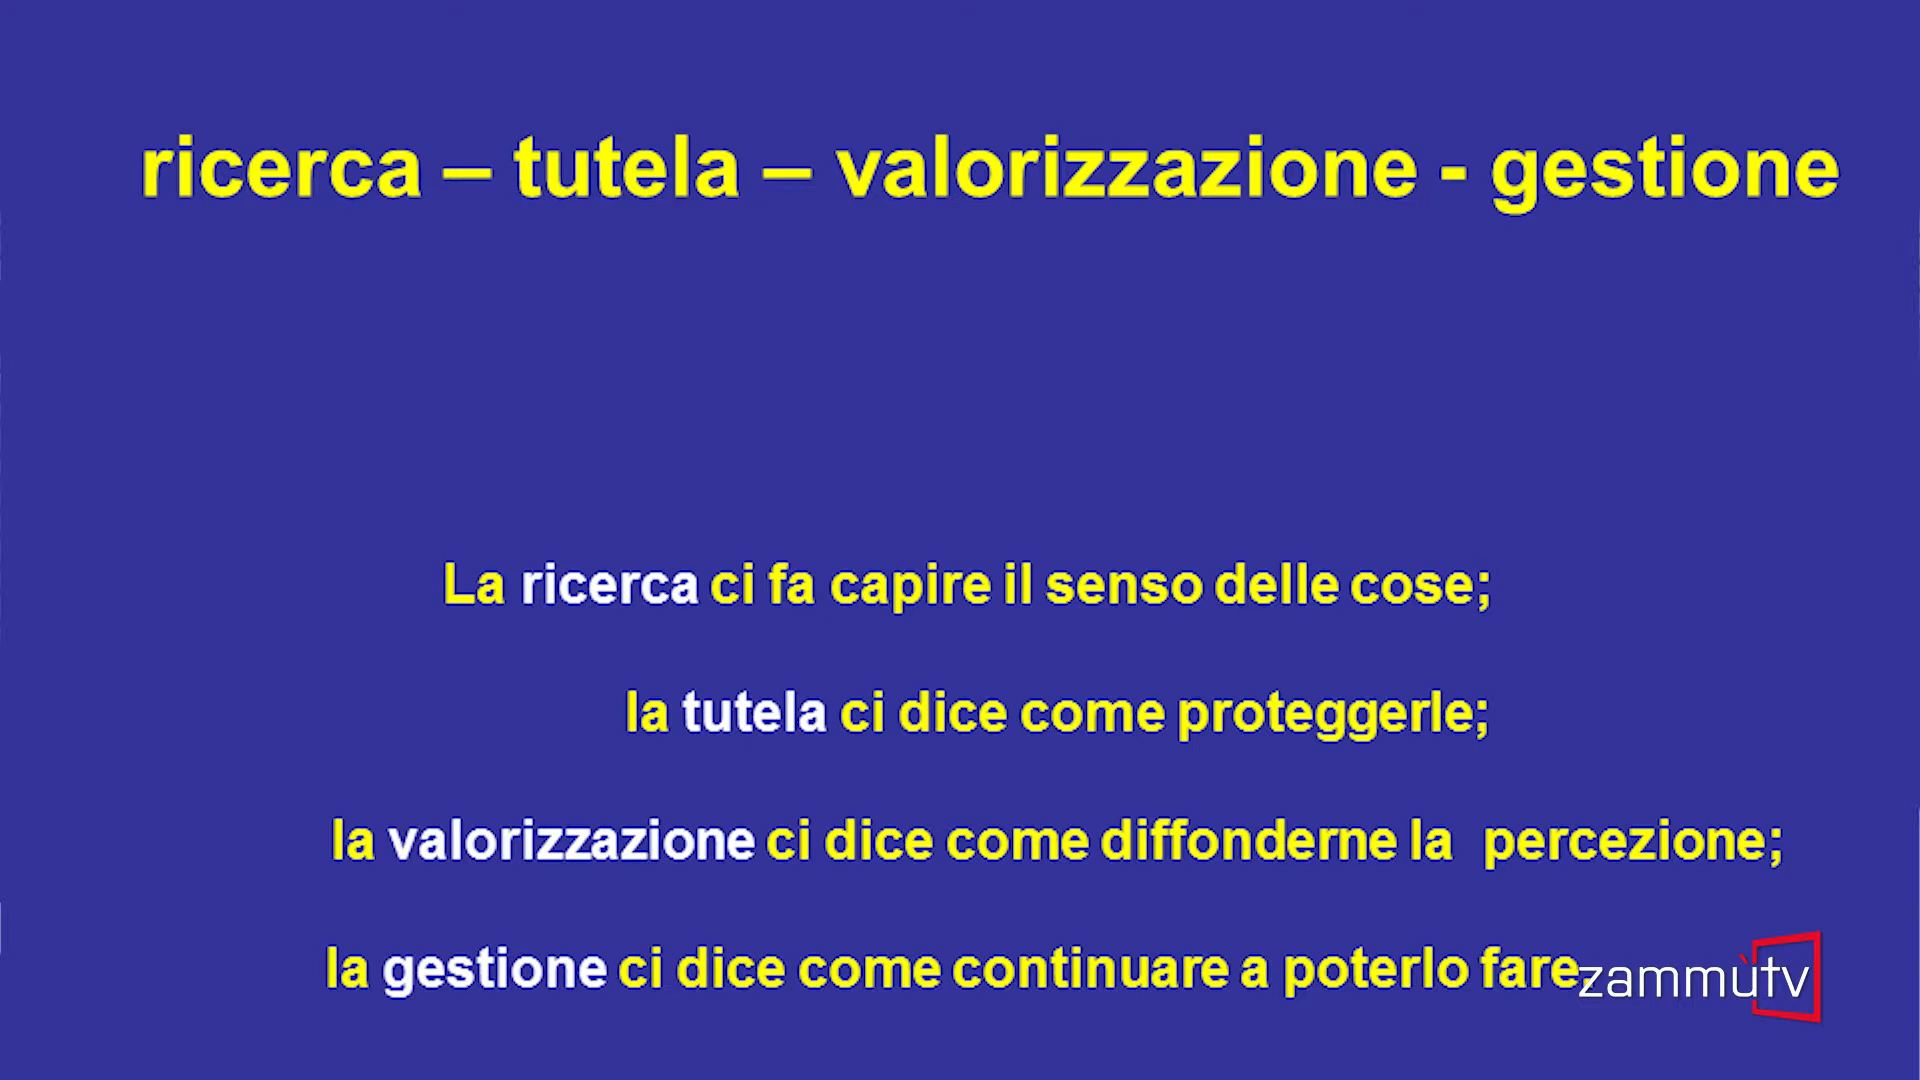 ricerca – tutela – valorizzazione - gestione
La ricerca ci fa capire il senso delle cose;
la tutela ci dice come proteggerle;
la valorizzazione ci dice come diffonderne la percezione;
la gestione ci dice come continuare a poterlo fare.
zammùtv